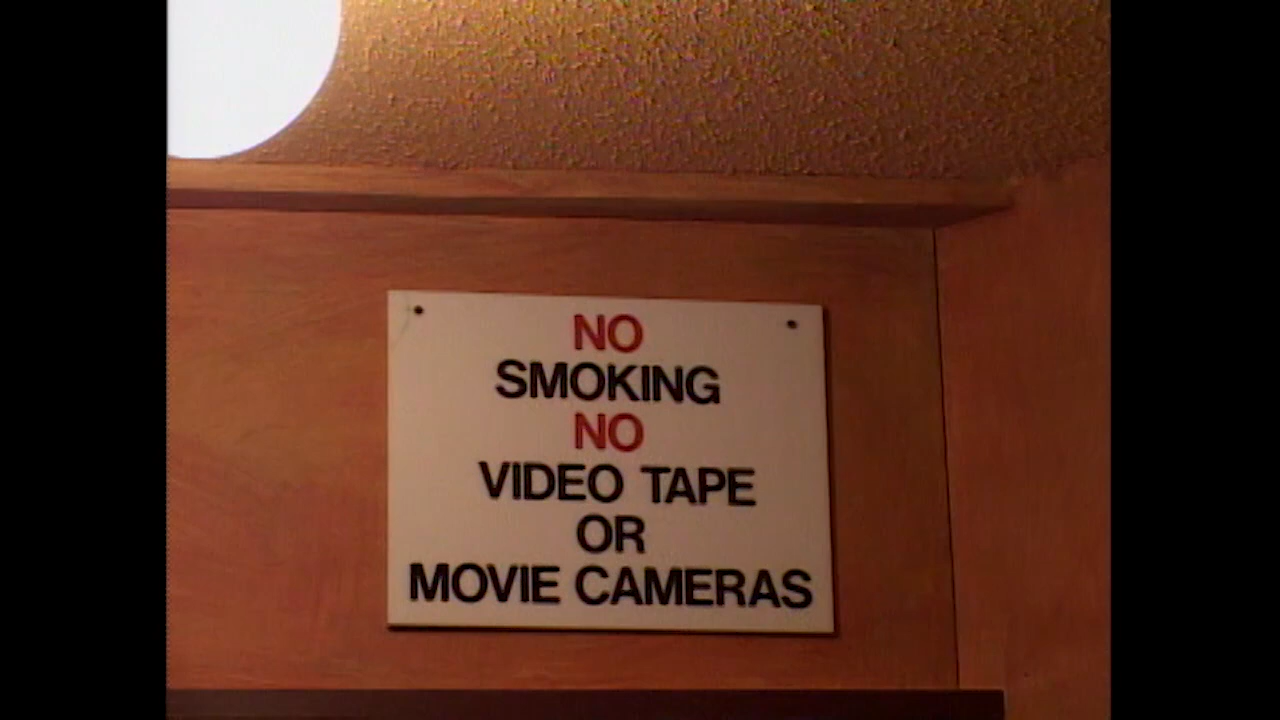 NO
SMOKING
NO
VIDEO TAPE
OR
MOVIE CAMERAS